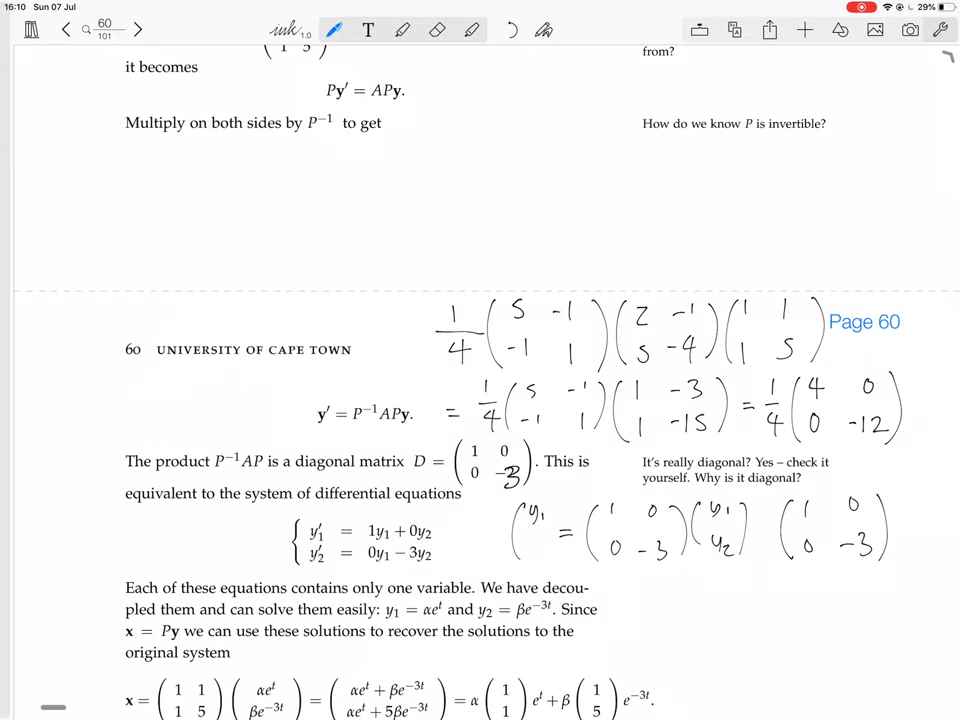 16:10 Sun 07 Jul 29%
60
101
ink 1.0 T
( 1 5 ) from?
it becomes
Py′ = APy.
Multiply on both sides by P⁻¹ to get How do we know P is invertible?
1/4 ( 5 -1 ; -1 1 ) ( 2 -1 ; 5 -4 ) ( 1 1 ; 1 5 ) Page 60
60 UNIVERSITY OF CAPE TOWN
y′ = P⁻¹APy. = 1/4 ( 5 -1 ; -1 1 ) ( 1 -3 ; 1 -15 ) = 1/4 ( 4 0 ; 0 -12 )
The product P⁻¹AP is a diagonal matrix D = ( 1 0 ; 0 -3 ). This is It's really diagonal? Yes – check it
yourself. Why is it diagonal?
equivalent to the system of differential equations
( y₁ = ( 1 0 ; 0 -3 ) ( y₁ ; y₂ ) ( 1 0 ; 0 -3 )
{ y₁′ = 1y₁ + 0y₂
y₂′ = 0y₁ − 3y₂
Each of these equations contains only one variable. We have decou-
pled them and can solve them easily: y₁ = αeᵗ and y₂ = βe⁻³ᵗ. Since
x = Py we can use these solutions to recover the solutions to the
original system
x = ( 1 1 ; 1 5 ) ( αeᵗ ; βe⁻³ᵗ ) = ( αeᵗ + βe⁻³ᵗ ; αeᵗ + 5βe⁻³ᵗ ) = α ( 1 ; 1 ) eᵗ + β ( 1 ; 5 ) e⁻³ᵗ.